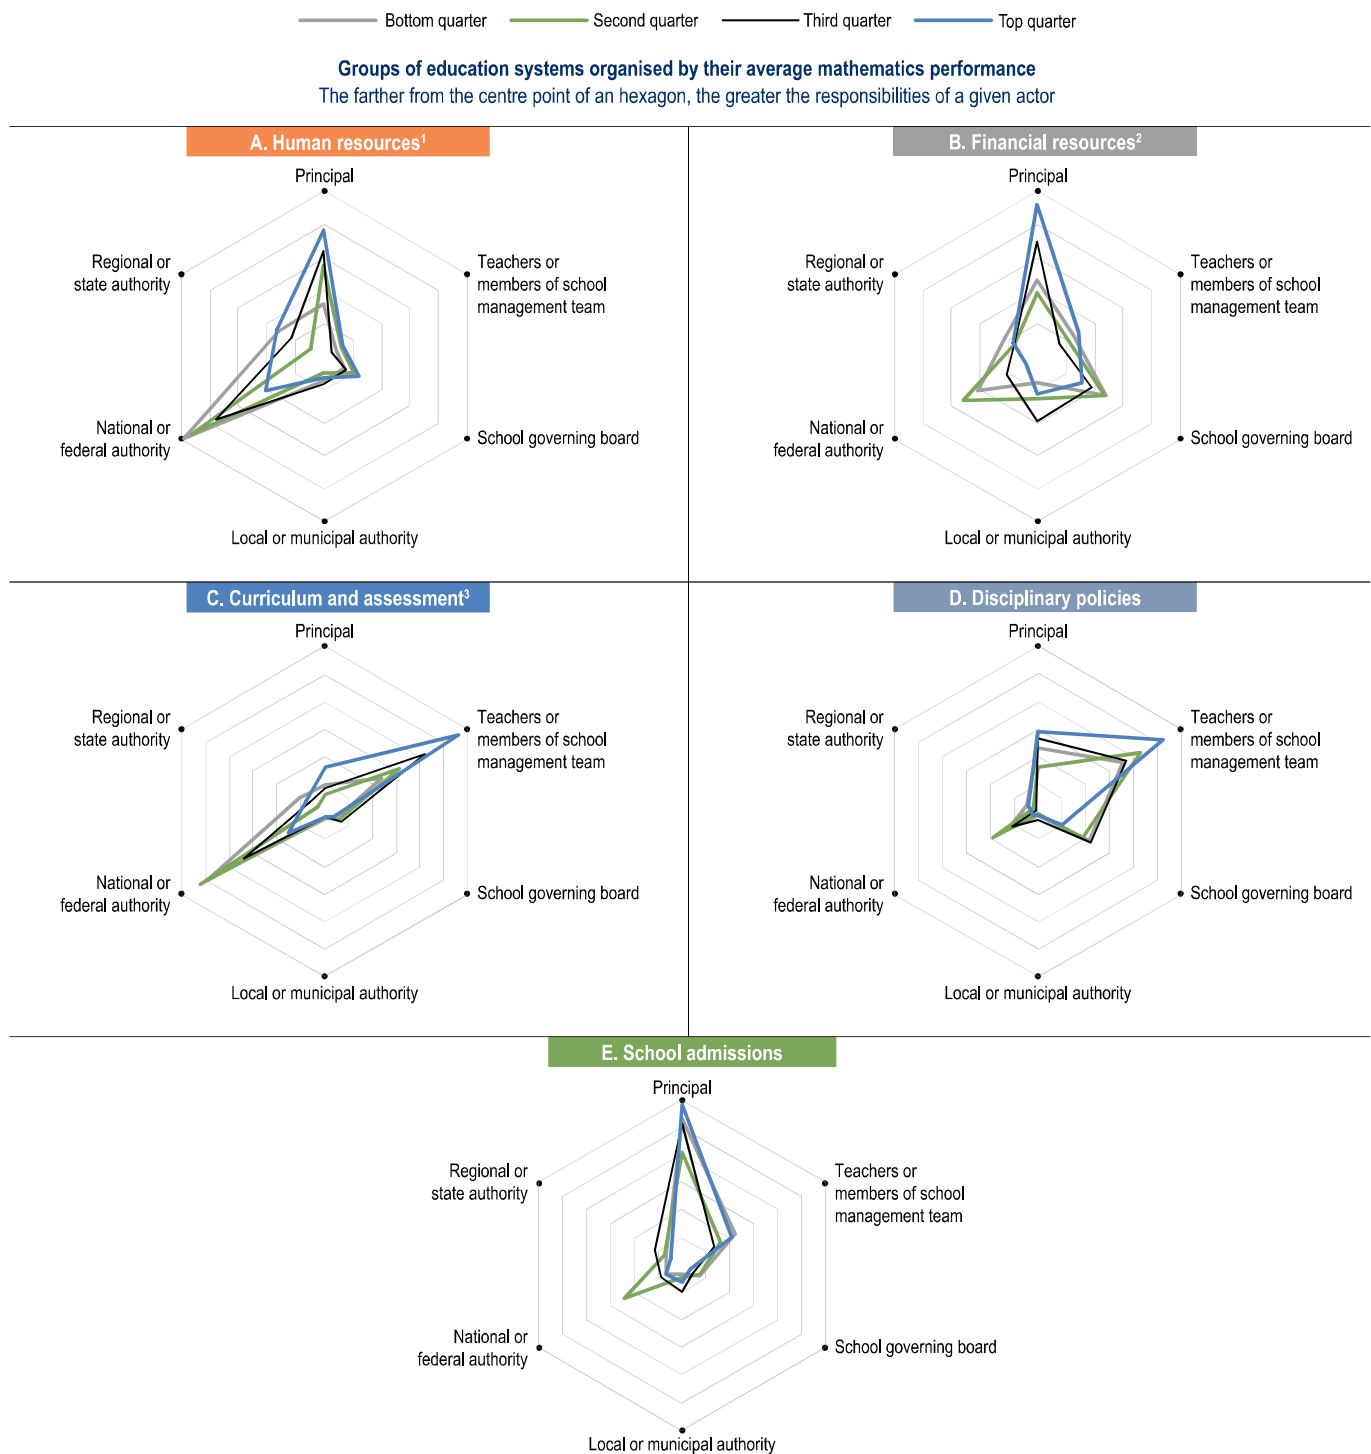 Bottom quarter Second quarter Third quarter Top quarter
Groups of education systems organised by their average mathematics performance
The farther from the centre point of an hexagon, the greater the responsibilities of a given actor
A. Human resources¹
Principal
Regional or
state authority
Teachers or
members of school
management team
National or
federal authority
School governing board
Local or municipal authority
B. Financial resources²
Principal
Regional or
state authority
Teachers or
members of school
management team
National or
federal authority
School governing board
Local or municipal authority
C. Curriculum and assessment³
Principal
Regional or
state authority
Teachers or
members of school
management team
National or
federal authority
School governing board
Local or municipal authority
D. Disciplinary policies
Principal
Regional or
state authority
Teachers or
members of school
management team
National or
federal authority
School governing board
Local or municipal authority
E. School admissions
Principal
Regional or
state authority
Teachers or
members of school
management team
National or
federal authority
School governing board
Local or municipal authority